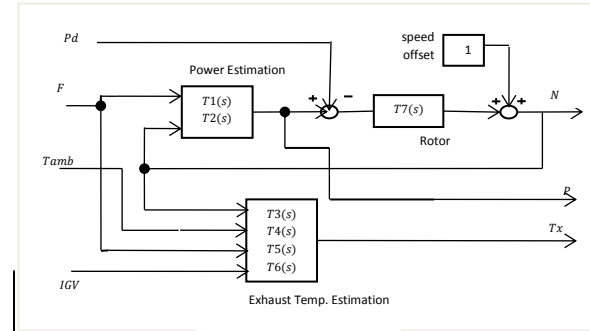 Pd
speed
offset
1
Power Estimation
F
+
−
+
+
N
T1(s)
T2(s)
T7(s)
Rotor
Tamb
P
T3(s)
T4(s)
T5(s)
T6(s)
Tx
IGV
Exhaust Temp. Estimation